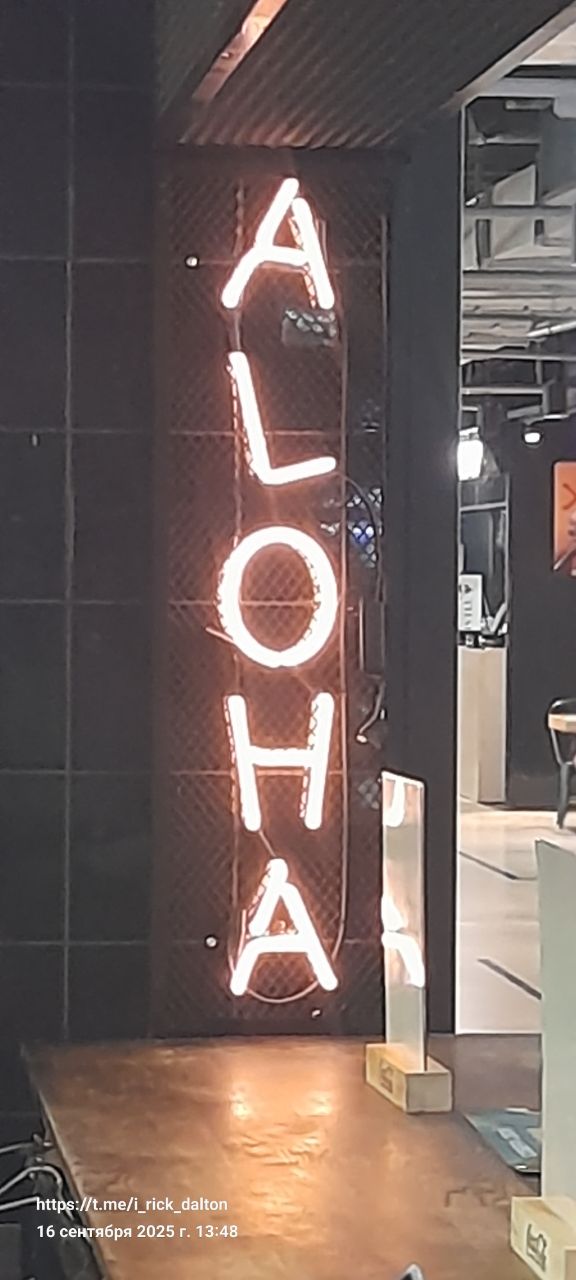 ALOHA
https://t.me/i_rick_dalton
16 сентября 2025 г. 13:48